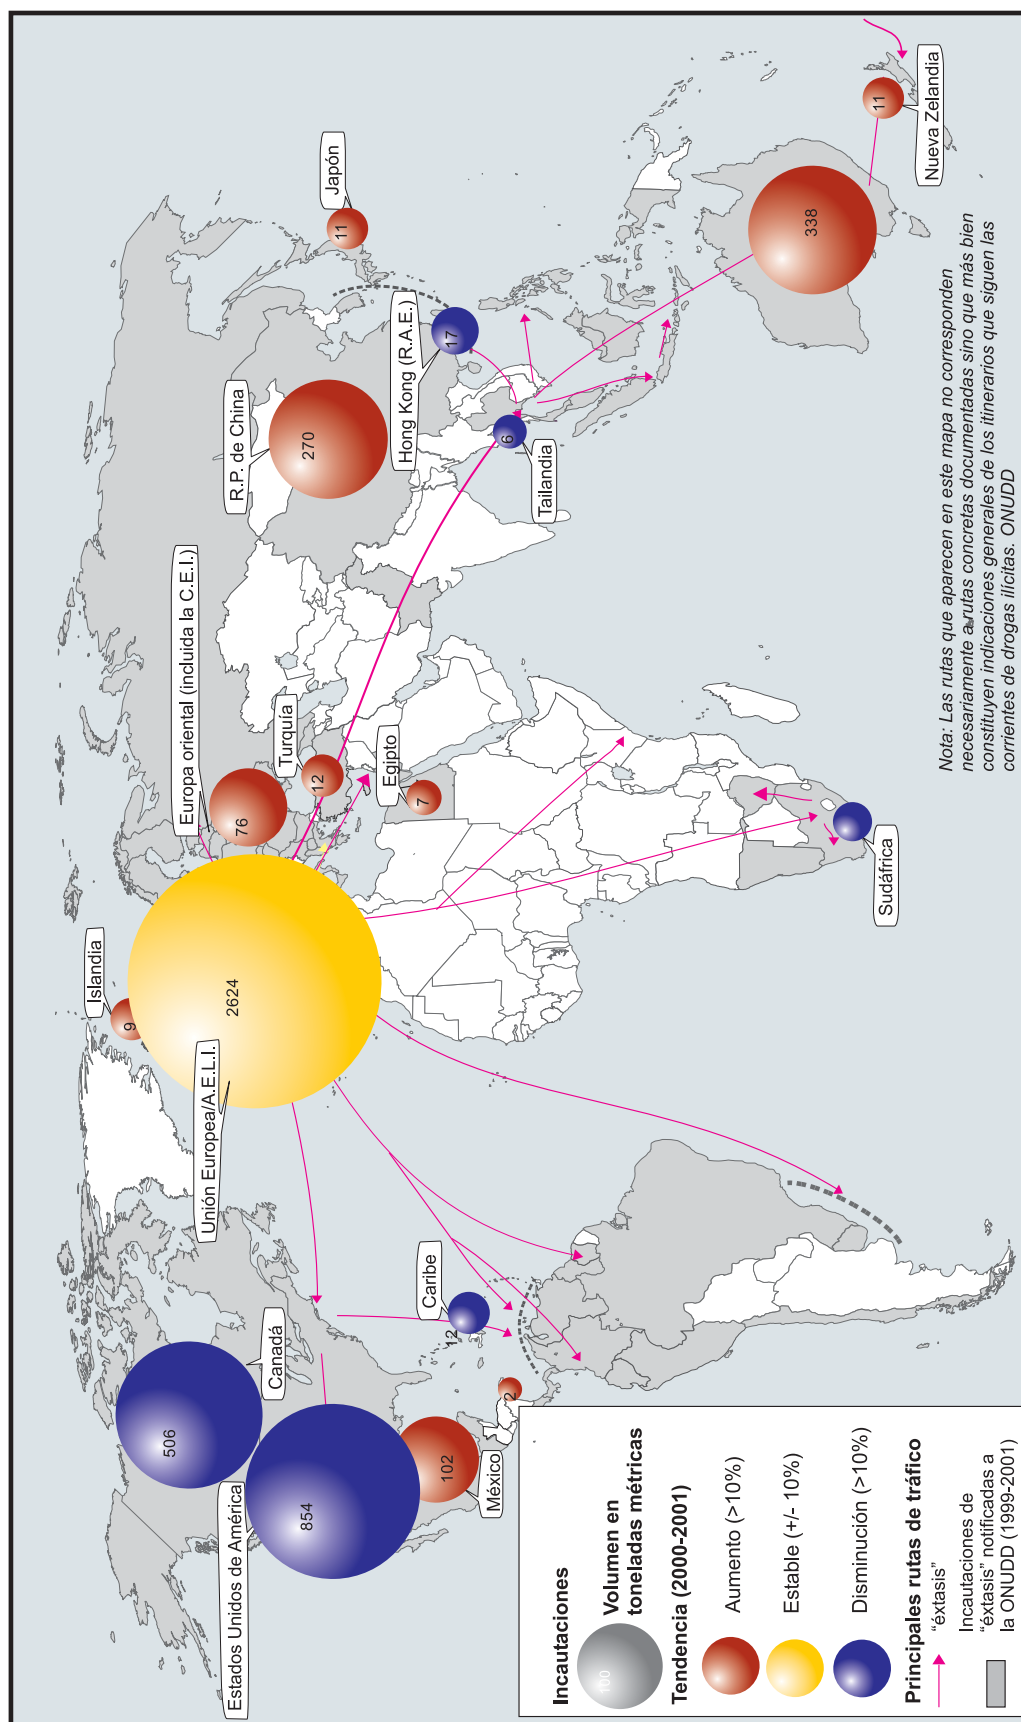 Islandia
9
Unión Europea/A.E.L.I.
2624
Europa oriental (incluida la C.E.I.)
76
Turquía
12
Egipto
7
R.P. de China
270
Japón
11
Hong Kong (R.A.E.)
17
Tailandia
6
338
Nueva Zelandia
11
Sudáfrica
Canadá
506
Estados Unidos de América
854
México
102
Caribe
12
2
Incautaciones
100
Volumen en
toneladas métricas
Tendencia (2000-2001)
Aumento (>10%)
Estable (+/- 10%)
Disminución (>10%)
Principales rutas de tráfico
“éxtasis”
Incautaciones de
“éxtasis” notificadas a
la ONUDD (1999-2001)
Nota: Las rutas que aparecen en este mapa no corresponden
necesariamente a rutas concretas documentadas sino que más bien
constituyen indicaciones generales de los itinerarios que siguen las
corrientes de drogas ilícitas. ONUDD